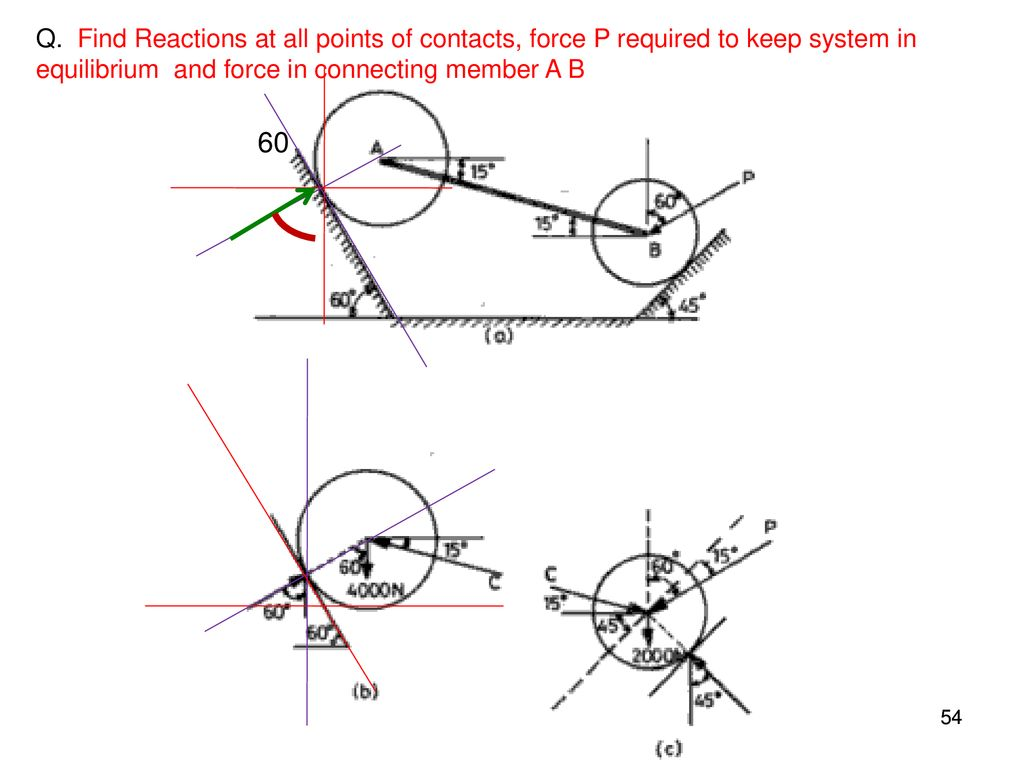 Q. Find Reactions at all points of contacts, force P required to keep system in
equilibrium and force in connecting member A B
60
A
15°
P
60°
15°
B
60°
45°
(a)
15°
60
C
4000N
60°
60°
(b)
P
15°
60°
C
15°
45
2000N
45°
(c)
54